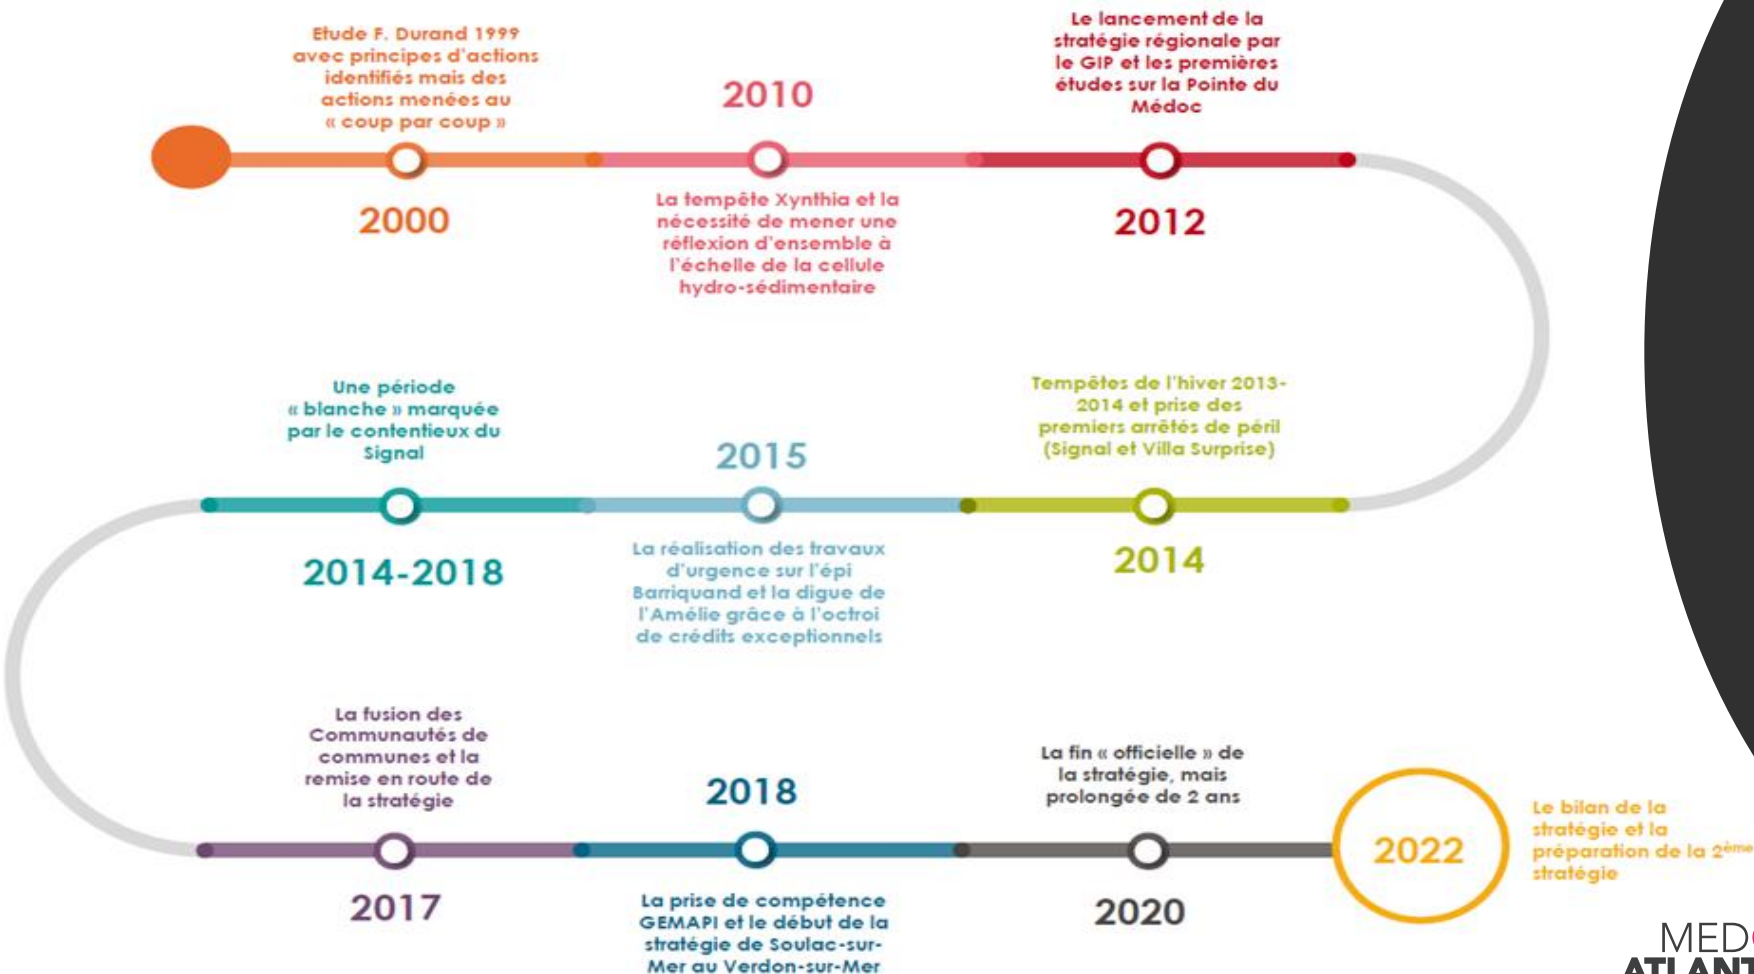 Etude F. Durand 1999
avec principes d'actions
identifiés mais des
actions menées au
« coup par coup »
2000
2010
La tempête Xynthia et la
nécessité de mener une
réflexion d'ensemble à
l'échelle de la cellule
hydro-sédimentaire
Le lancement de la
stratégie régionale par
le GIP et les premières
études sur la Pointe du
Médoc
2012
Tempêtes de l'hiver 2013-
2014 et prise des
premiers arrêtés de péril
(Signal et Villa Surprise)
2014
2015
La réalisation des travaux
d'urgence sur l'épi
Barriquand et la digue de
l'Amélie grâce à l'octroi
de crédits exceptionnels
Une période
« blanche » marquée
par le contentieux du
Signal
2014-2018
La fusion des
Communautés de
communes et la
remise en route de
la stratégie
2017
2018
La prise de compétence
GEMAPI et le début de la
stratégie de Soulac-sur-
Mer au Verdon-sur-Mer
La fin « officielle » de
la stratégie, mais
prolongée de 2 ans
2020
2022
Le bilan de la
stratégie et la
préparation de la 2ème
stratégie
MED
ATLANT